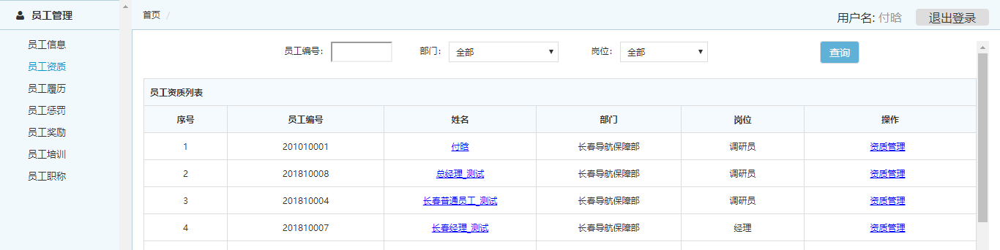 员工管理
首页 /
用户名: 付晗 退出登录
员工信息
员工资质
员工履历
员工惩罚
员工奖励
员工培训
员工职称
员工编号: 部门: 全部 岗位: 全部 查询
员工资质列表
序号 员工编号 姓名 部门 岗位 操作
1 201010001 付晗 长春导航保障部 调研员 资质管理
2 201810008 总经理_测试 长春导航保障部 调研员 资质管理
3 201810004 长春普通员工_测试 长春导航保障部 调研员 资质管理
4 201810007 长春经理_测试 长春导航保障部 经理 资质管理